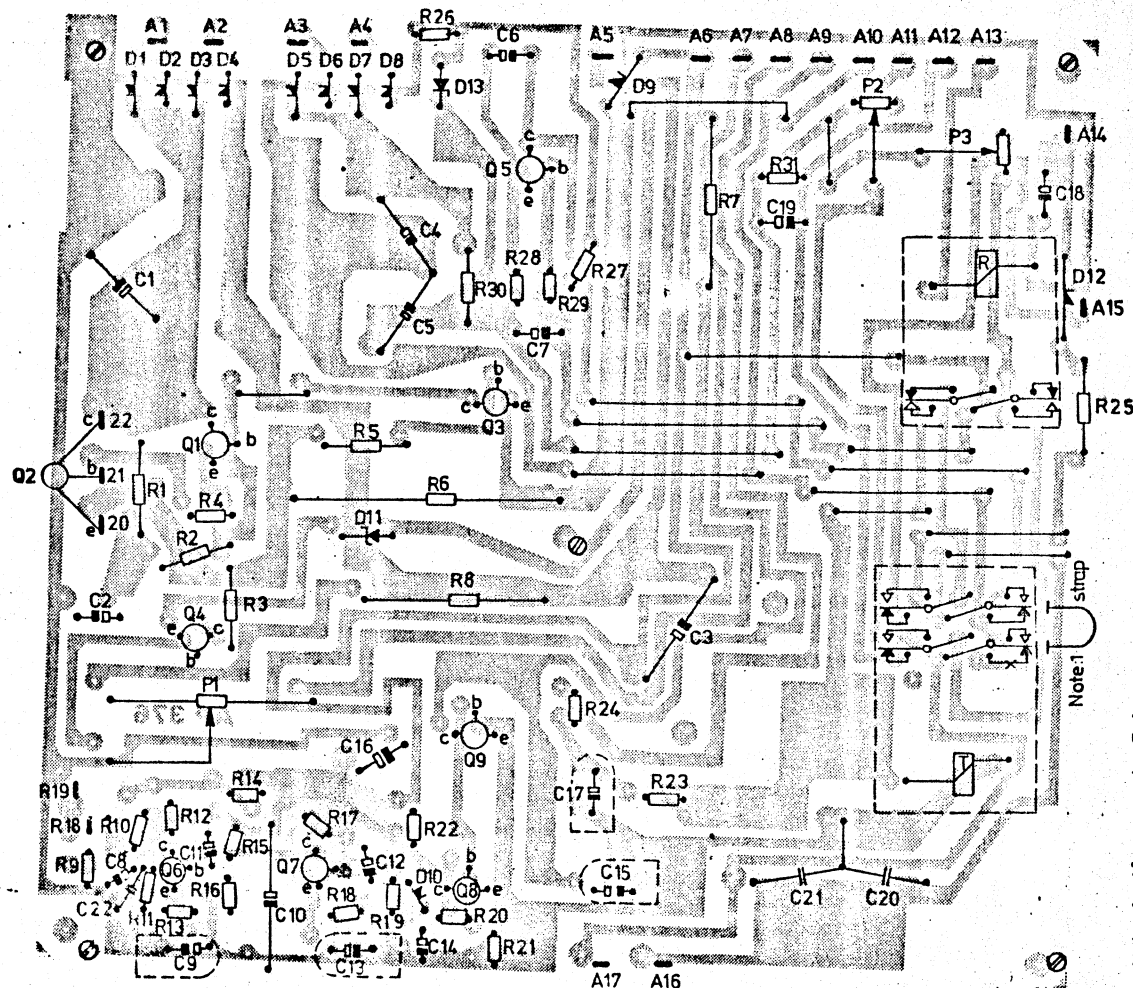 R26 C6
A1 A2 A3 A4 A5 A6 A7 A8 A9 A10 A11 A12 A13
D1 D2 D3 D4 D5 D6 D7 D8 D13 D9 P2
P3 A14
c
Q5 b
e
R31 R7 C19 C18
C4
C1 R30 R28 R29 R27 R D12
C5 C7 A15
b
c e
Q3
R25
c 22
c
Q1 b
e
R5
Q2 b 21
R1 R6
R4
e 20
D11
R2
R8
C2 R3 C3
Q4
e c
b
strap
Note:1
P1
A 376
R24
b
c e
Q9
C16
T
R19 R14 C17 R23
R18 R10 R12 R17 R22
R15
R9 C8 c C11 c C12 D10 b
Q6 b Q7 c Q8 e
e e
C22 R11 R16 C10 R18 R19 R20 C15 C21 C20
R13
C9 C13 C14 R21
A17 A16